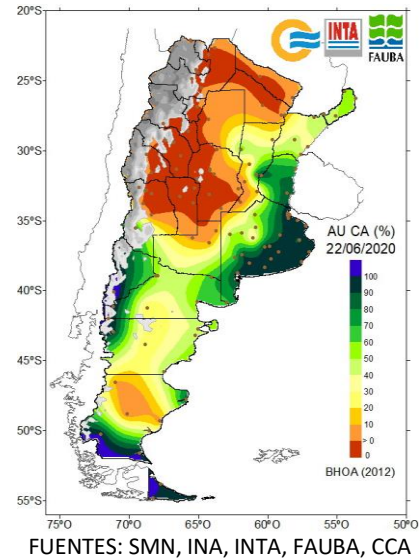 INTA
FAUBA
20°S
25°S
30°S
35°S
40°S
45°S
50°S
55°S
AU CA (%)
22/06/2020
100
90
80
70
60
50
40
30
20
10
> 0
0
BHOA (2012)
75°O
70°O
65°O
60°O
55°O
50°O
FUENTES: SMN, INA, INTA, FAUBA, CCA